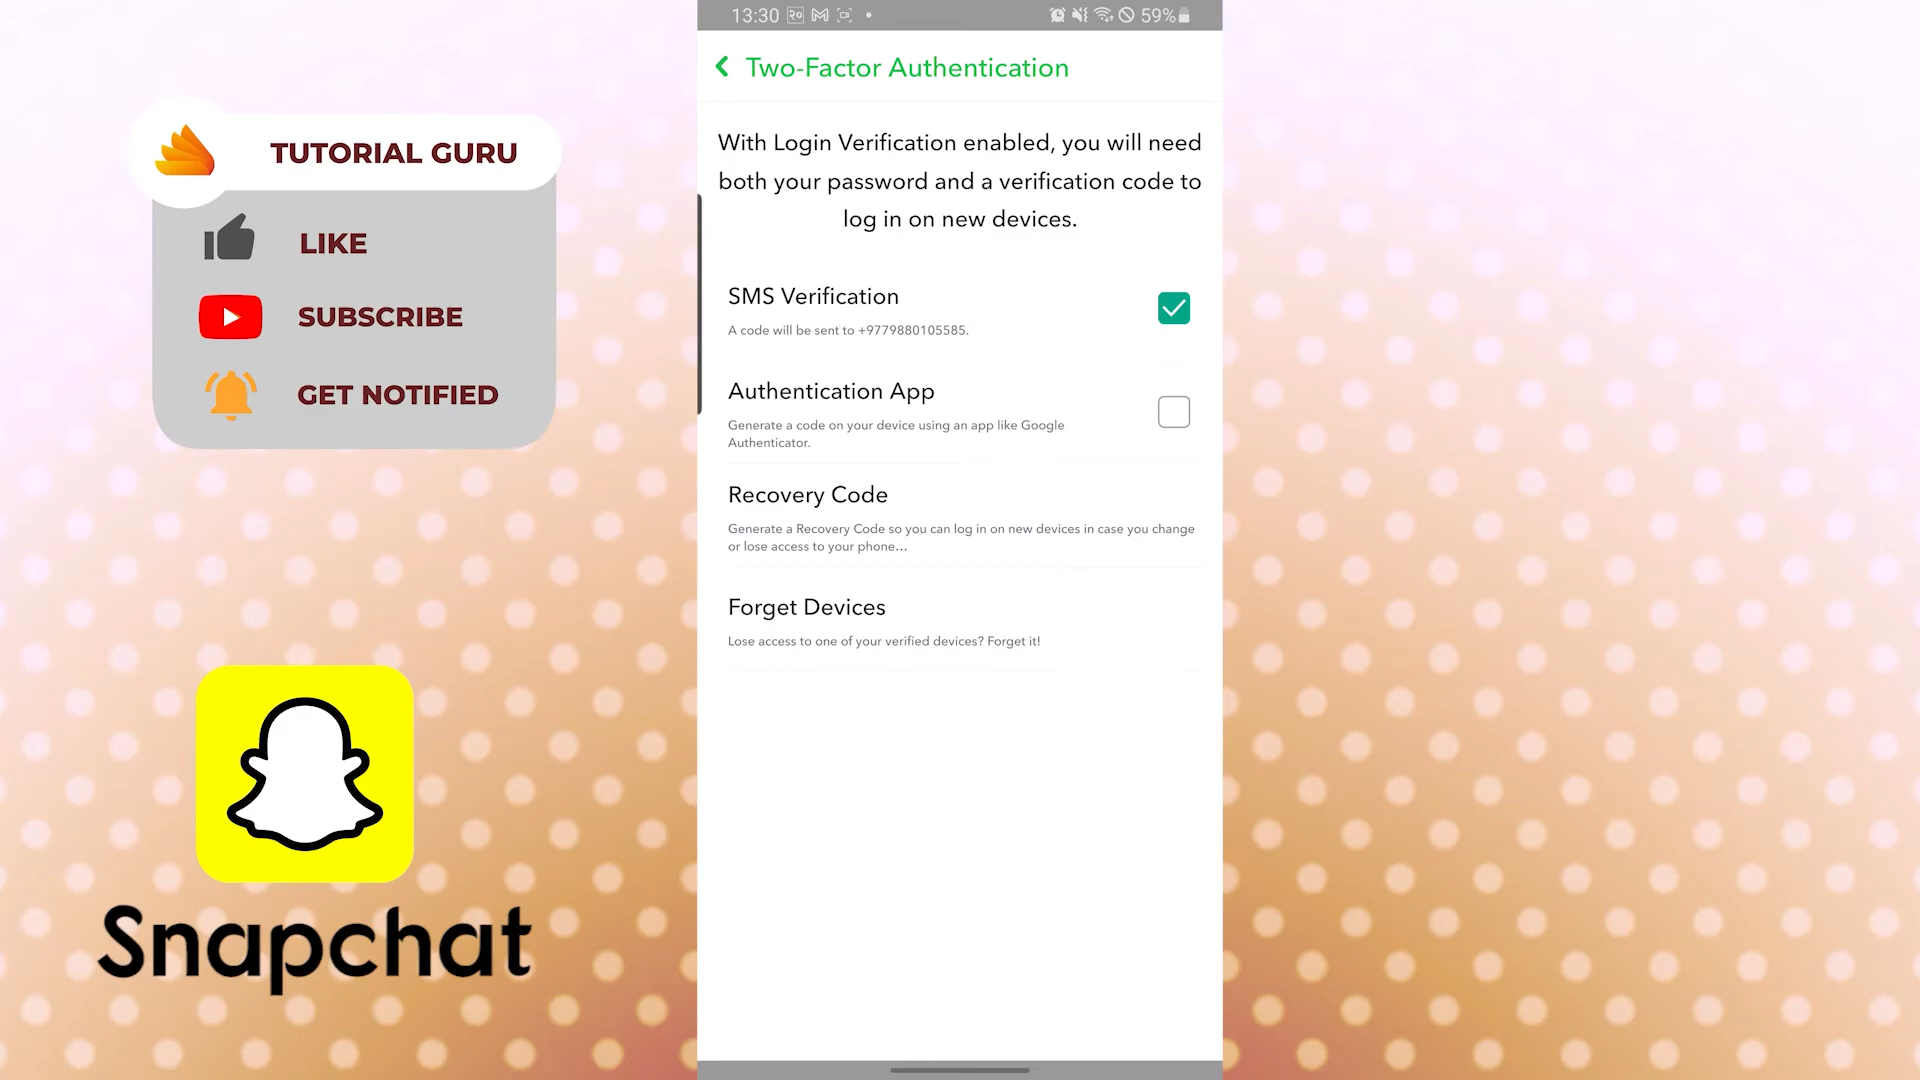 TUTORIAL GURU
LIKE
SUBSCRIBE
GET NOTIFIED
Snapchat
13:30
59%
Two-Factor Authentication
With Login Verification enabled, you will need
both your password and a verification code to
log in on new devices.
SMS Verification
A code will be sent to +9779880105585.
Authentication App
Generate a code on your device using an app like Google
Authenticator.
Recovery Code
Generate a Recovery Code so you can log in on new devices in case you change
or lose access to your phone...
Forget Devices
Lose access to one of your verified devices? Forget it!